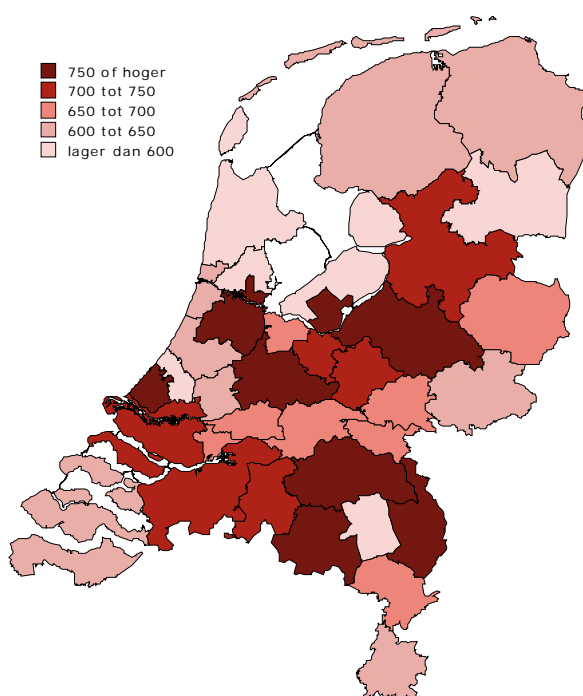 750 of hoger
700 tot 750
650 tot 700
600 tot 650
lager dan 600